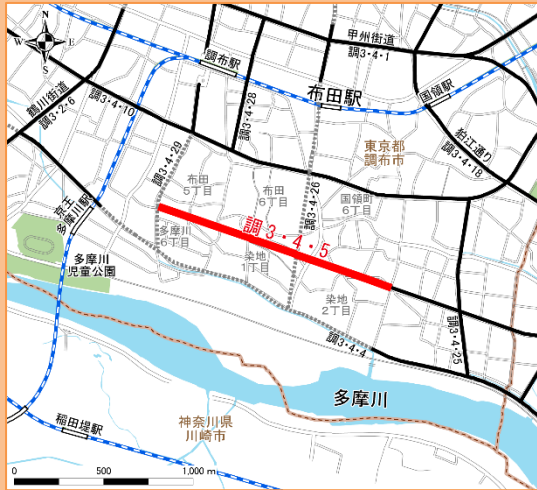 N
W
E
S
甲州街道
調3・4・1
調布駅
布田駅
国領駅
鶴川街道
調3・2・6
調3・4・10
調3・4・28
狛江通り
調3・4・18
東京都
調布市
調3・4・29
布田
5丁目
布田
6丁目
調3・4・26
国領町
6丁目
京王
多摩川駅
多摩川
6丁目
調3・4・5
染地
1丁目
多摩川
児童公園
染地
2丁目
調3・4・4
調3・4・25
多摩川
神奈川県
川崎市
稲田堤駅
0
500
1,000 m